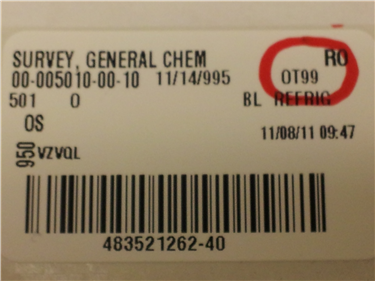 SURVEY, GENERAL CHEM RO
00-005010-00-10 11/14/995 OT99
501 0 BL REFRIG
OS 11/08/11 09:47
950 VZVQL
483521262-40